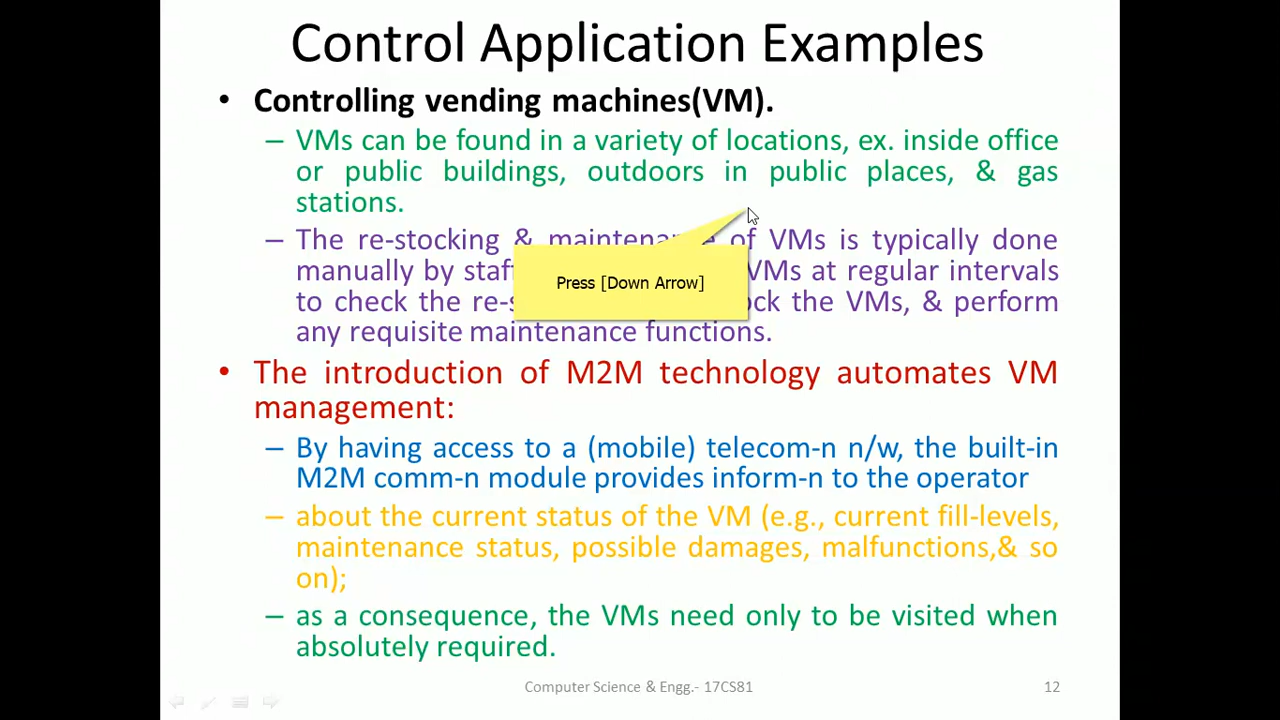 Control Application Examples
• Controlling vending machines(VM).
– VMs can be found in a variety of locations, ex. inside office
or public buildings, outdoors in public places, & gas
stations.
– The re-stocking & maintenance of VMs is typically done
manually by staff VMs at regular intervals
to check the the VMs, & perform
any requisite maintenance functions.
Press [Down Arrow]
• The introduction of M2M technology automates VM
management:
– By having access to a (mobile) telecom-n n/w, the built-in
M2M comm-n module provides inform-n to the operator
– about the current status of the VM (e.g., current fill-levels,
maintenance status, possible damages, malfunctions,& so
on);
– as a consequence, the VMs need only to be visited when
absolutely required.
Computer Science & Engg.- 17CS81
12